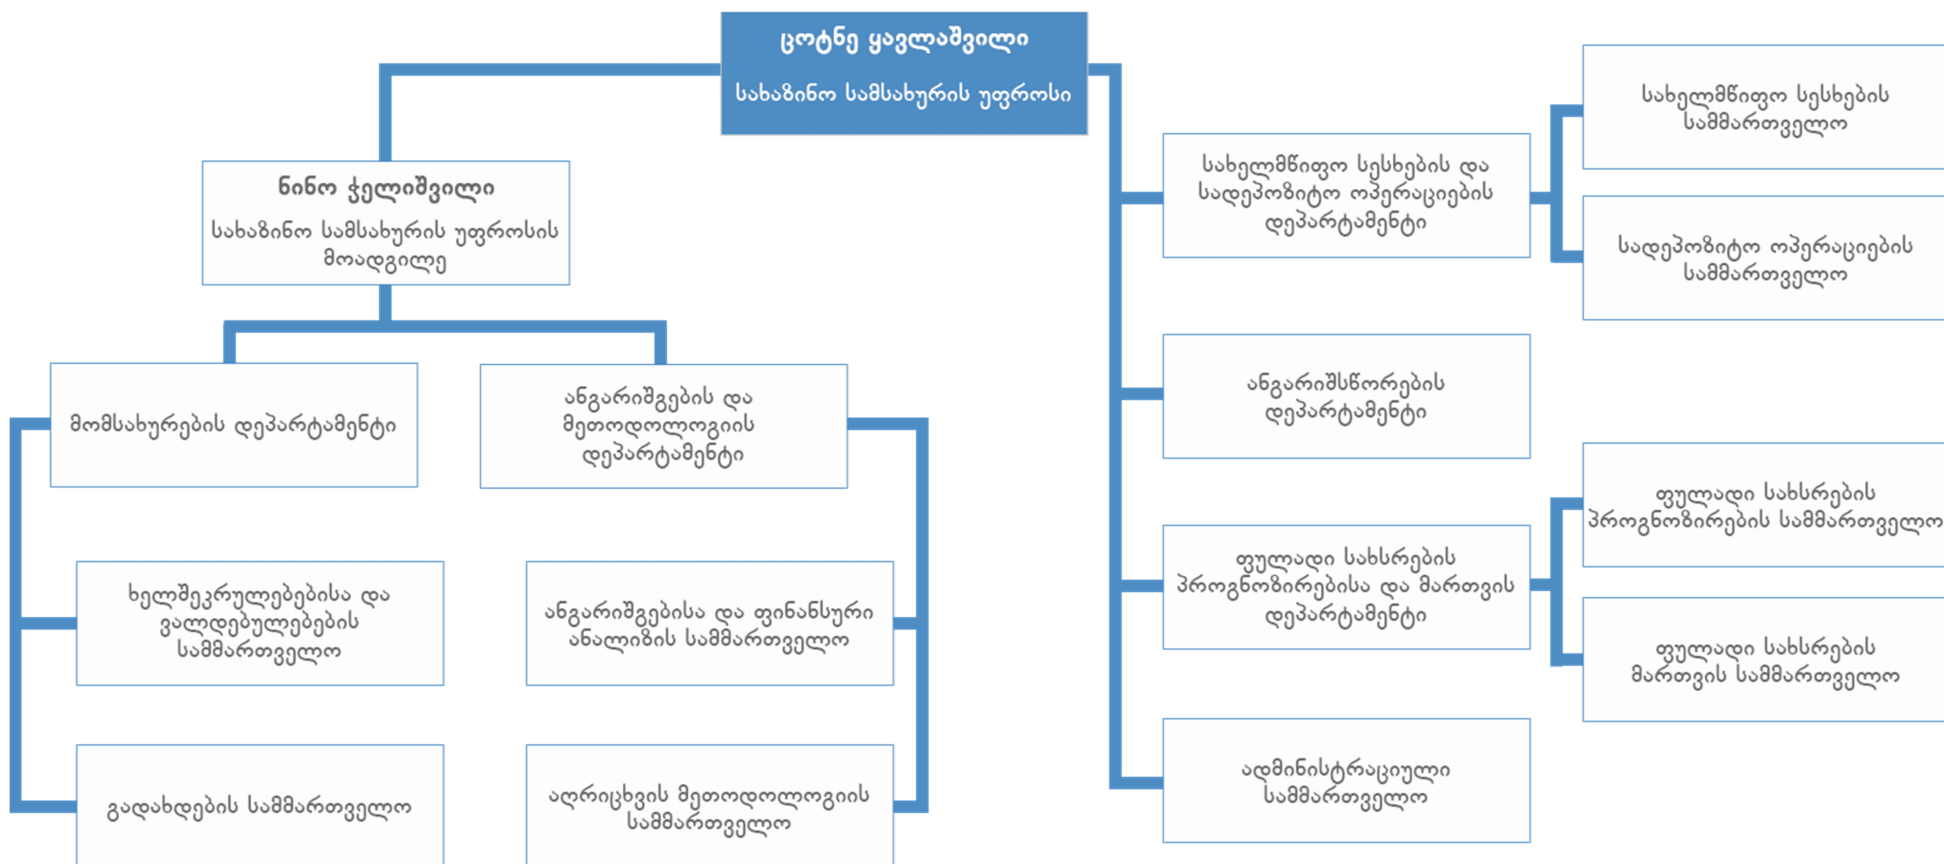 ცოტნე ყავლაშვილი
სახაზინო სამსახურის უფროსი
ნინო ჭელიშვილი
სახაზინო სამსახურის უფროსის
მოადგილე
მომსახურების დეპარტამენტი
ხელშეკრულებებისა და
ვალდებულებების
სამმართველო
გადახდების სამმართველო
ანგარიშგების და
მეთოდოლოგიის
დეპარტამენტი
ანგარიშგებისა და ფინანსური
ანალიზის სამმართველო
აღრიცხვის მეთოდოლოგიის
სამმართველო
სახელმწიფო სესხების და
სადეპოზიტო ოპერაციების
დეპარტამენტი
სახელმწიფო სესხების
სამმართველო
სადეპოზიტო ოპერაციების
სამმართველო
ანგარიშსწორების
დეპარტამენტი
ფულადი სახსრების
პროგნოზირებისა და მართვის
დეპარტამენტი
ფულადი სახსრების
პროგნოზირების სამმართველო
ფულადი სახსრების
მართვის სამმართველო
ადმინისტრაციული
სამმართველო